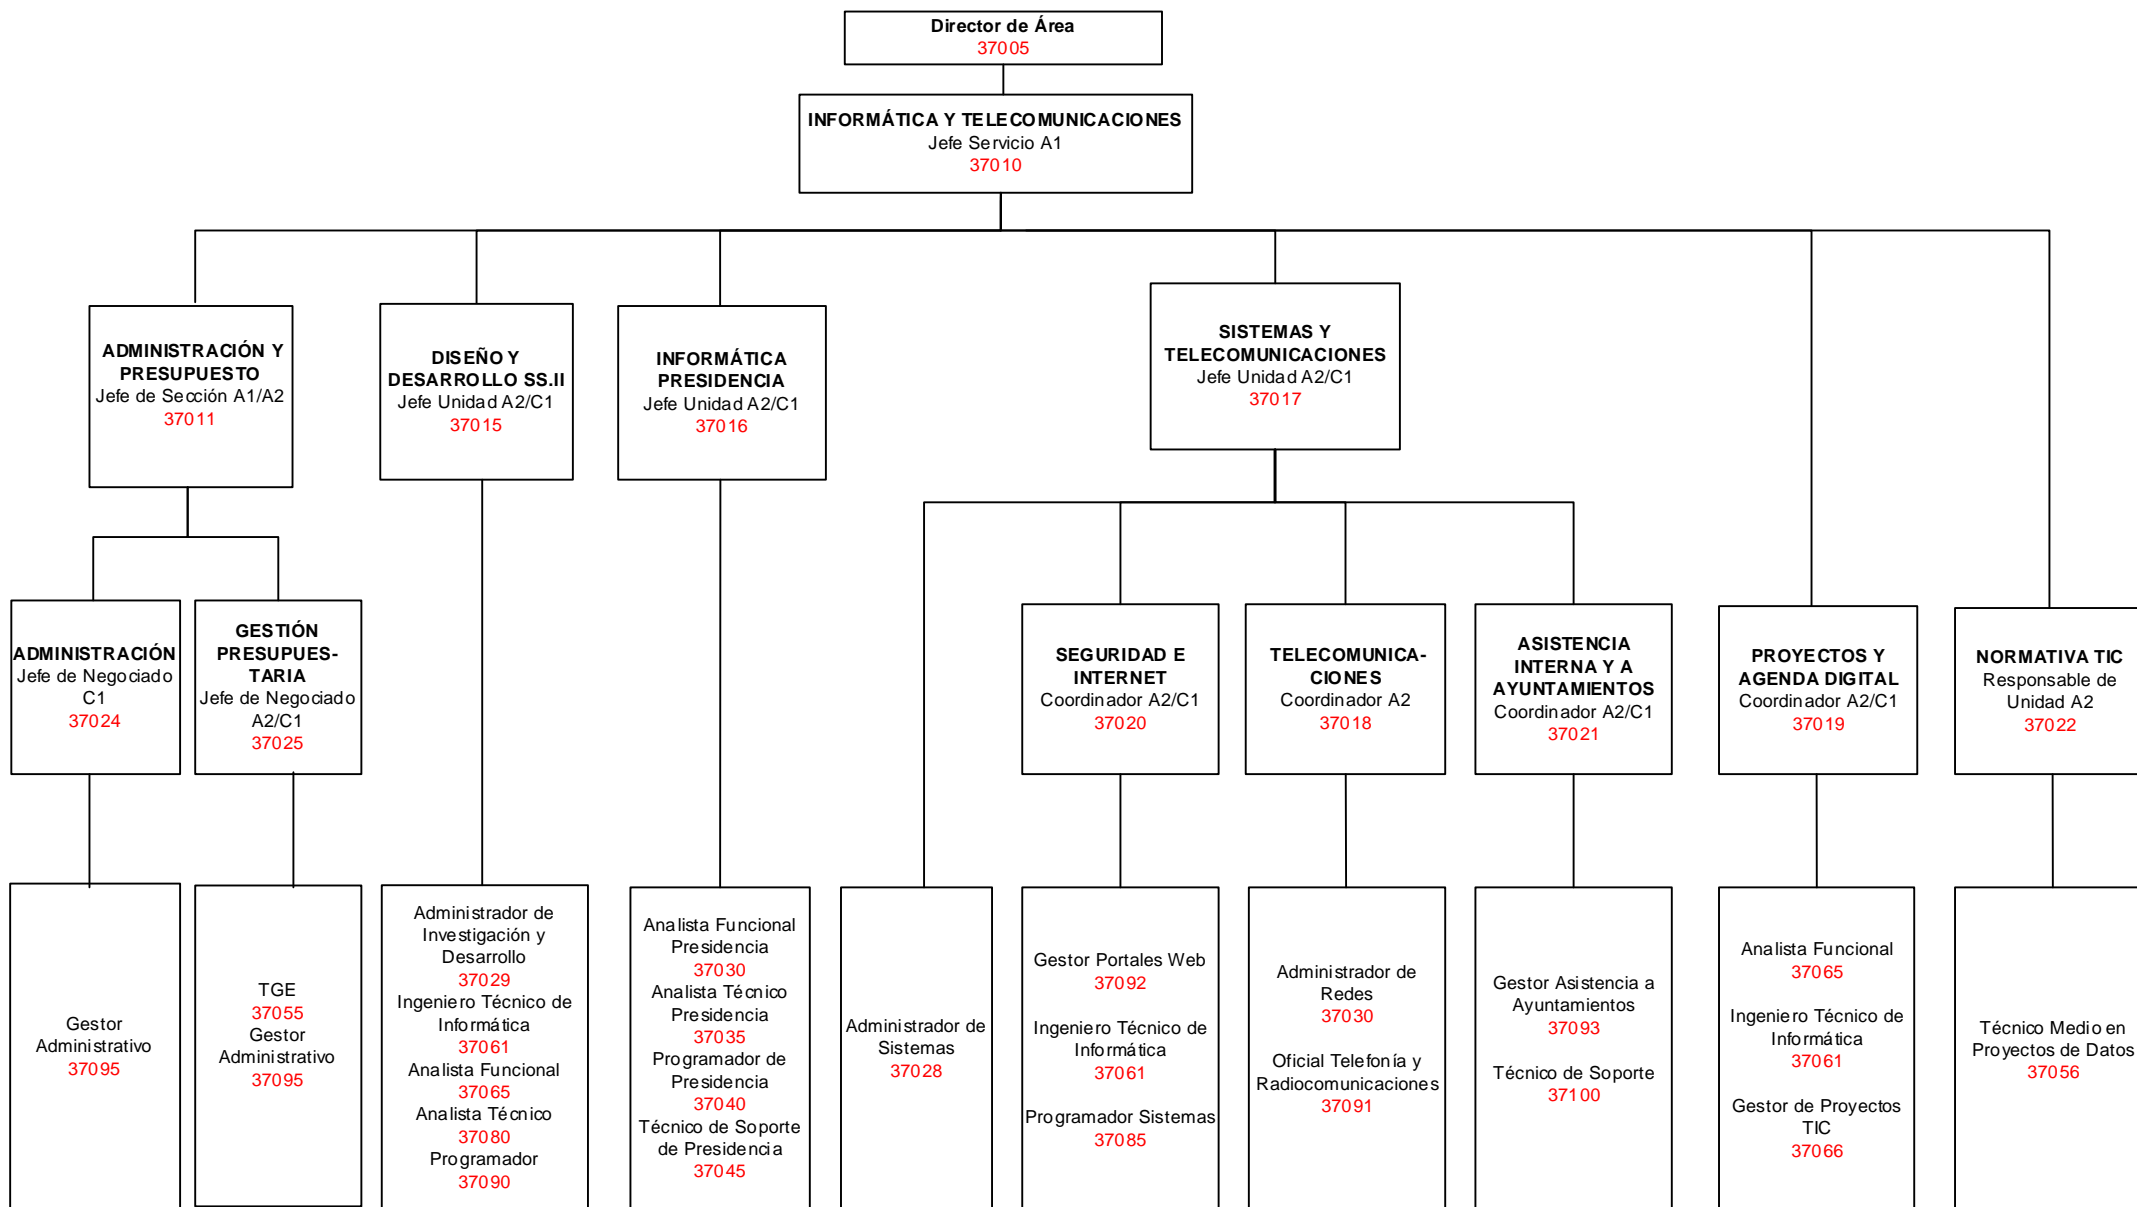 Director de Área
37005
INFORMÁTICA Y TELECOMUNICACIONES
Jefe Servicio A1
37010
ADMINISTRACIÓN Y
PRESUPUESTO
Jefe de Sección A1/A2
37011
DISEÑO Y
DESARROLLO SS.II
Jefe Unidad A2/C1
37015
INFORMÁTICA
PRESIDENCIA
Jefe Unidad A2/C1
37016
SISTEMAS Y
TELECOMUNICACIONES
Jefe Unidad A2/C1
37017
ADMINISTRACIÓN
Jefe de Negociado
C1
37024
GESTIÓN
PRESUPUES-
TARIA
Jefe de Negociado
A2/C1
37025
SEGURIDAD E
INTERNET
Coordinador A2/C1
37020
TELECOMUNICA-
CIONES
Coordinador A2
37018
ASISTENCIA
INTERNA Y A
AYUNTAMIENTOS
Coordinador A2/C1
37021
PROYECTOS Y
AGENDA DIGITAL
Coordinador A2/C1
37019
NORMATIVA TIC
Responsable de
Unidad A2
37022
Gestor
Administrativo
37095
TGE
37055
Gestor
Administrativo
37095
Administrador de
Investigación y
Desarrollo
37029
Ingeniero Técnico de
Informática
37061
Analista Funcional
37065
Analista Técnico
37080
Programador
37090
Analista Funcional
Presidencia
37030
Analista Técnico
Presidencia
37035
Programador de
Presidencia
37040
Técnico de Soporte
de Presidencia
37045
Administrador de
Sistemas
37028
Gestor Portales Web
37092
Ingeniero Técnico de
Informática
37061
Programador Sistemas
37085
Administrador de
Redes
37030
Oficial Telefonía y
Radiocomunicaciones
37091
Gestor Asistencia a
Ayuntamientos
37093
Técnico de Soporte
37100
Analista Funcional
37065
Ingeniero Técnico de
Informática
37061
Gestor de Proyectos
TIC
37066
Técnico Medio en
Proyectos de Datos
37056